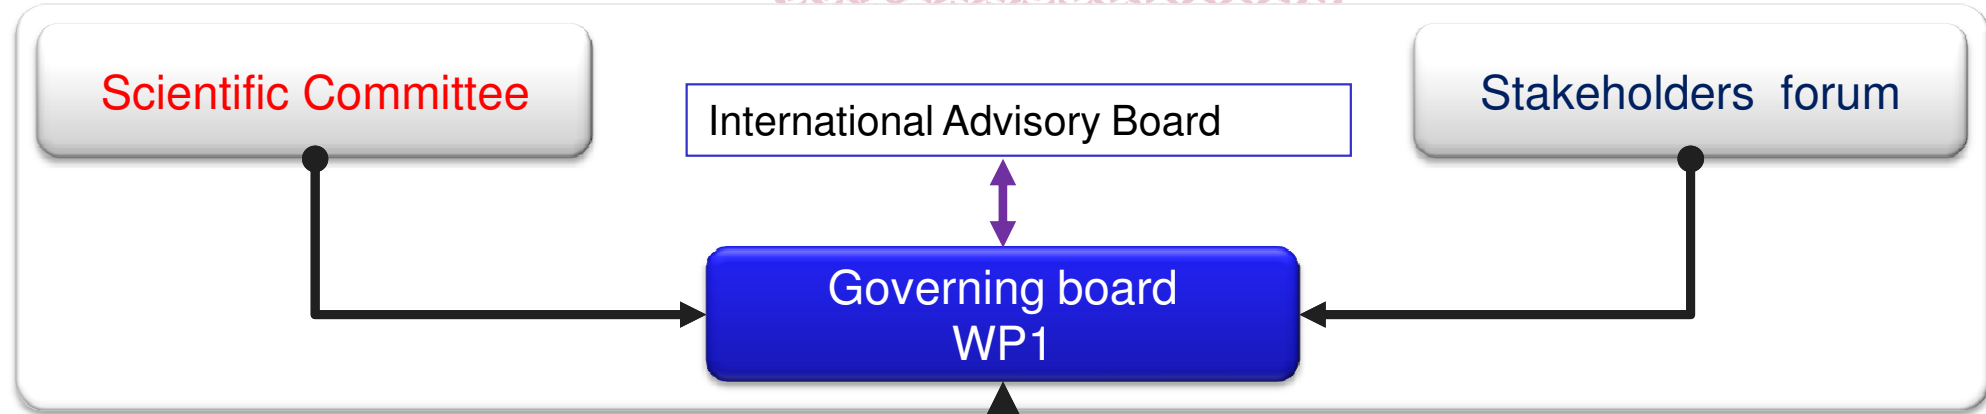 Scientific Committee
International Advisory Board
Stakeholders forum
Governing board
WP1